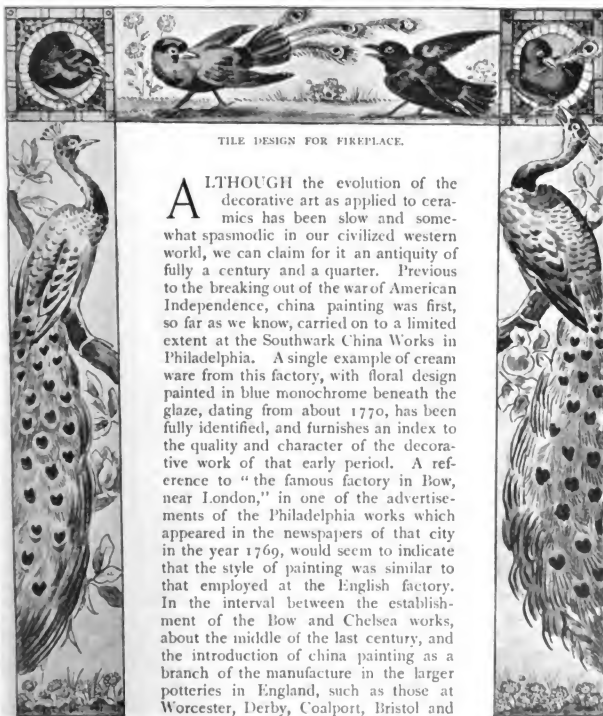 TILE DESIGN FOR FIREPLACE.
ALTHOUGH the evolution of the
decorative art as applied to cera-
mics has been slow and some-
what spasmodic in our civilized western
world, we can claim for it an antiquity of
fully a century and a quarter. Previous
to the breaking out of the war of American
Independence, china painting was first,
so far as we know, carried on to a limited
extent at the Southwark China Works in
Philadelphia. A single example of cream
ware from this factory, with floral design
painted in blue monochrome beneath the
glaze, dating from about 1770, has been
fully identified, and furnishes an index to
the quality and character of the decora-
tive work of that early period. A ref-
erence to "the famous factory in Bow,
near London," in one of the advertise-
ments of the Philadelphia works which
appeared in the newspapers of that city
in the year 1769, would seem to indicate
that the style of painting was similar to
that employed at the English factory.
In the interval between the establish-
ment of the Bow and Chelsea works,
about the middle of the last century, and
the introduction of china painting as a
branch of the manufacture in the larger
potteries in England, such as those at
Worcester, Derby, Coalport, Bristol and